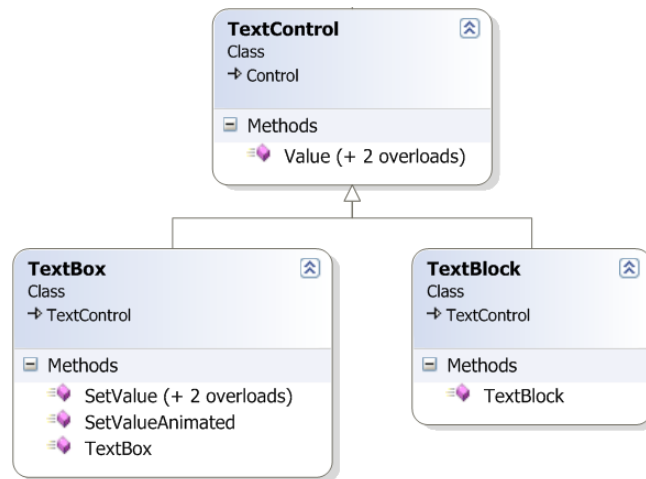 TextControl
Class
Control
Methods
Value (+ 2 overloads)
TextBox
Class
TextControl
Methods
SetValue (+ 2 overloads)
SetValueAnimated
TextBox
TextBlock
Class
TextControl
Methods
TextBlock